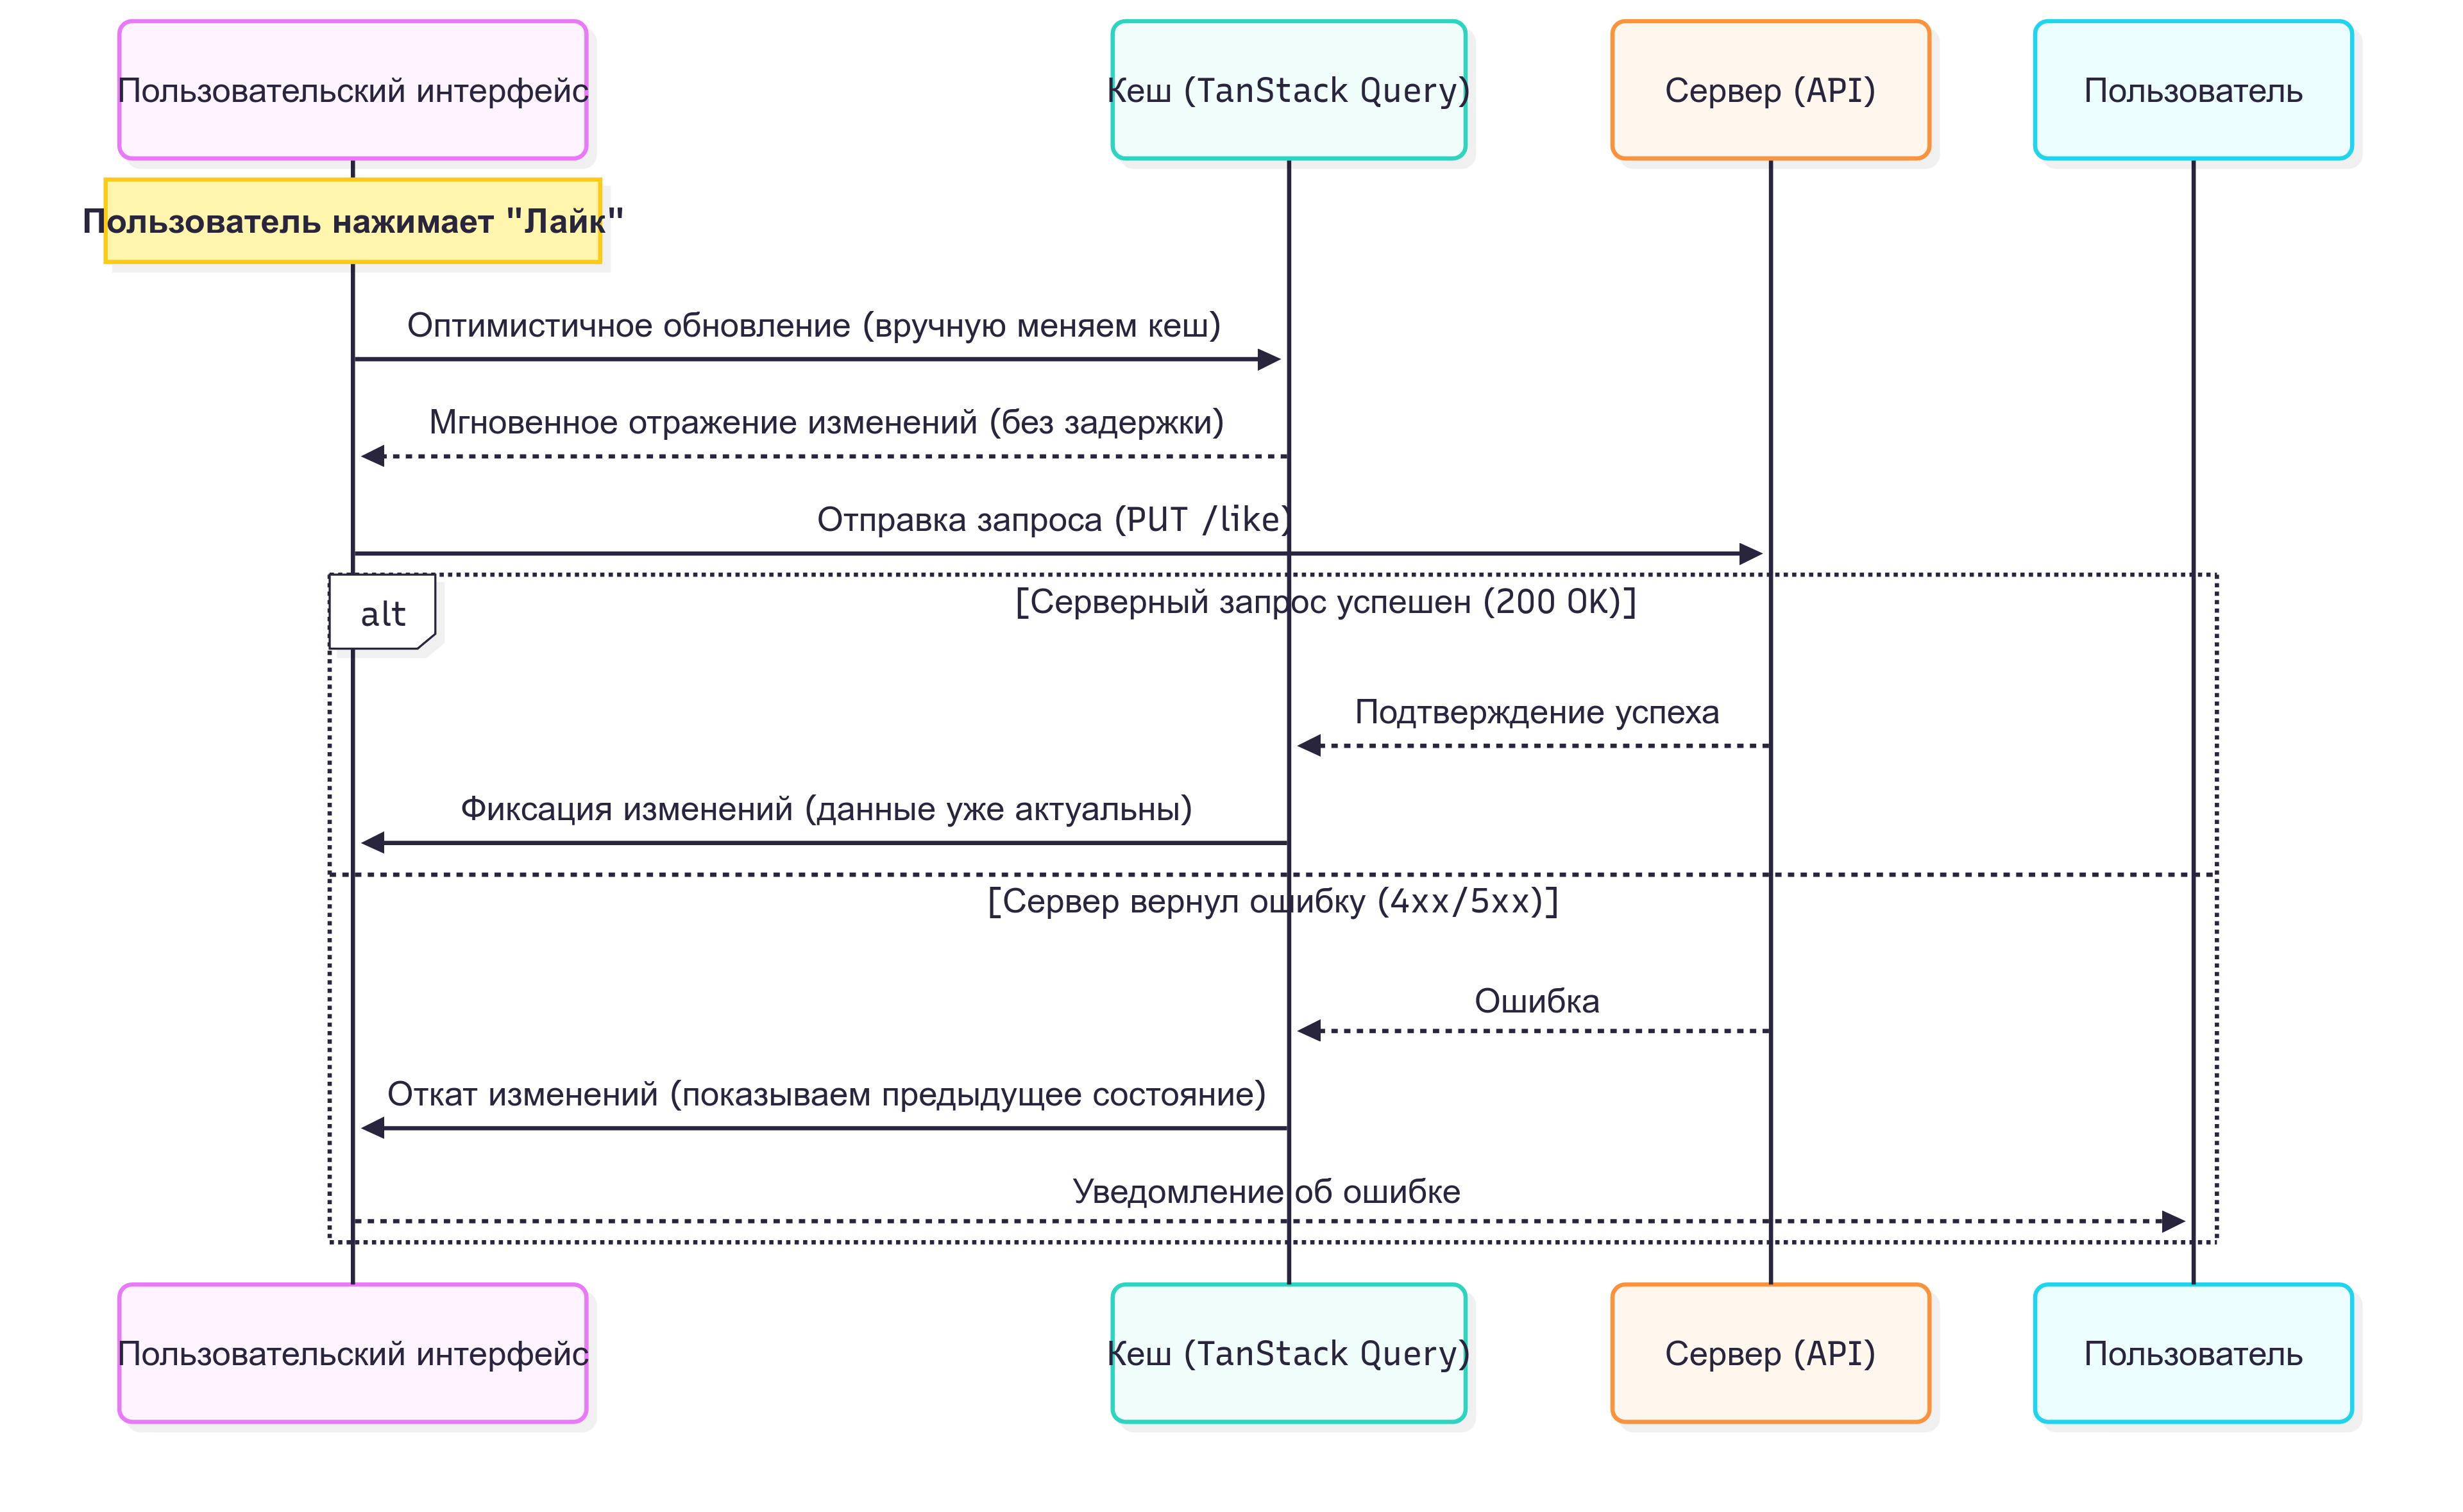 Пользовательский интерфейс
Кеш (TanStack Query)
Сервер (API)
Пользователь
Пользователь нажимает "Лайк"
Оптимистичное обновление (вручную меняем кеш)
Мгновенное отражение изменений (без задержки)
Отправка запроса (PUT /like)
alt
[Серверный запрос успешен (200 OK)]
Подтверждение успеха
Фиксация изменений (данные уже актуальны)
[Сервер вернул ошибку (4xx/5xx)]
Ошибка
Откат изменений (показываем предыдущее состояние)
Уведомление об ошибке
Пользовательский интерфейс
Кеш (TanStack Query)
Сервер (API)
Пользователь